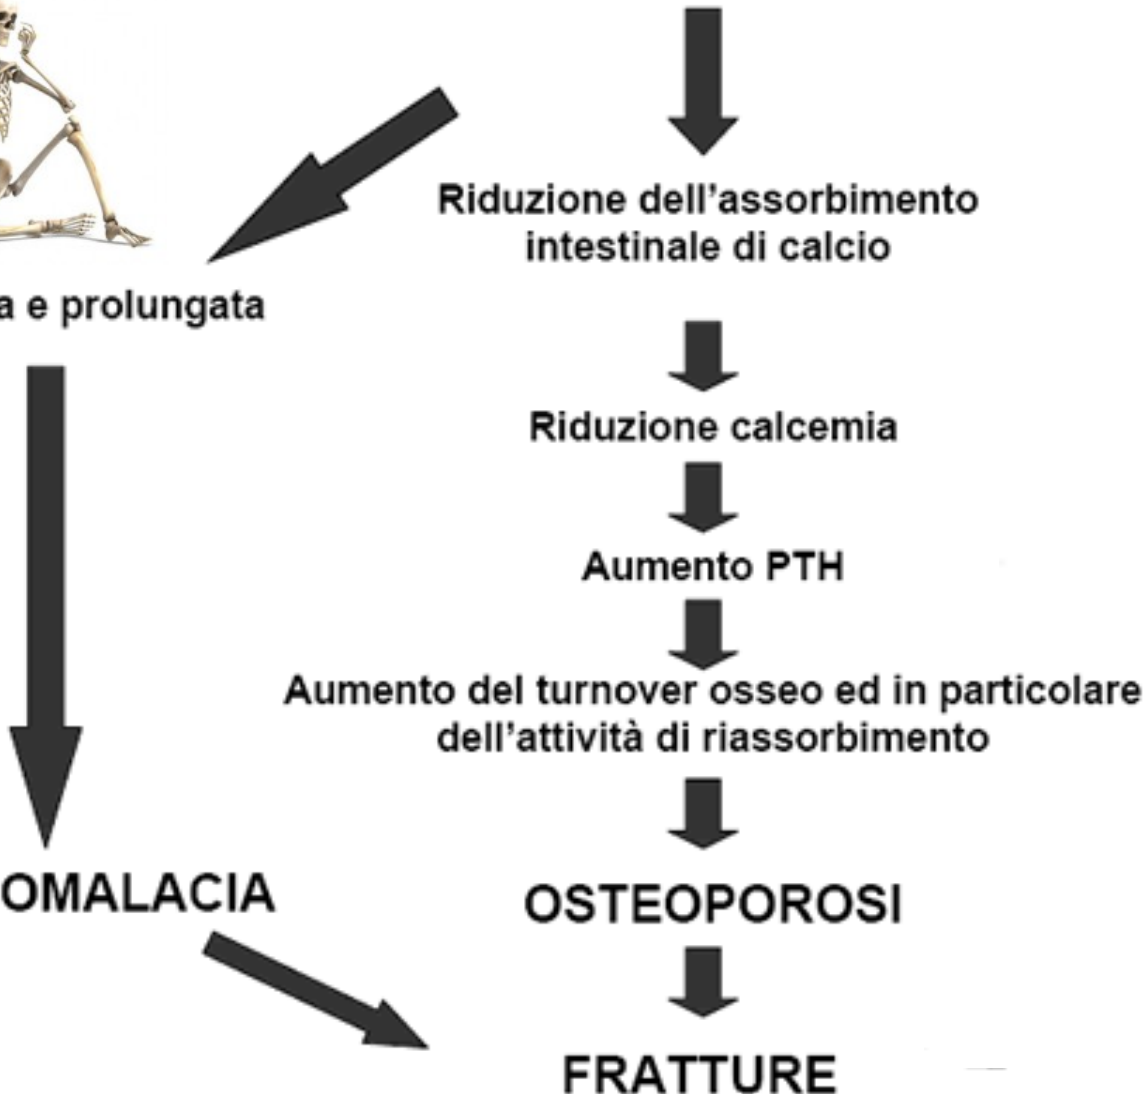 Riduzione dell'assorbimento
intestinale di calcio
a e prolungata
Riduzione calcemia
Aumento PTH
Aumento del turnover osseo ed in particolare
dell'attività di riassorbimento
OMALACIA
OSTEOPOROSI
FRATTURE